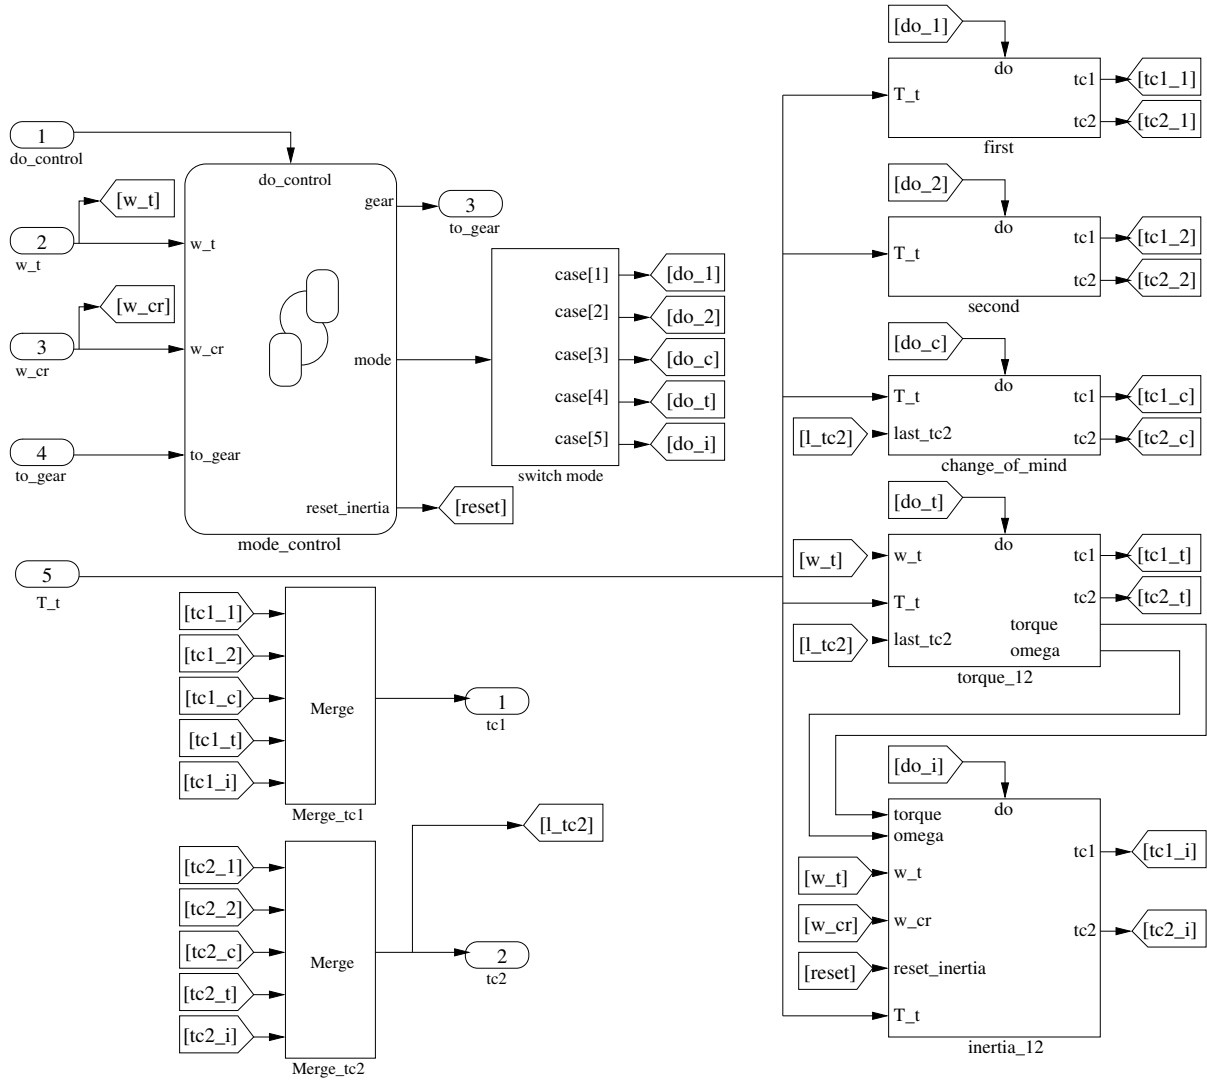 1
do_control
[w_t]
2
w_t
[w_cr]
3
w_cr
4
to_gear
5
T_t
do_control
w_t
w_cr
to_gear
gear
mode
reset_inertia
mode_control
3
to_gear
[reset]
case[1]
case[2]
case[3]
case[4]
case[5]
switch mode
[do_1]
[do_2]
[do_c]
[do_t]
[do_i]
[tc1_1]
[tc1_2]
[tc1_c]
[tc1_t]
[tc1_i]
Merge
Merge_tc1
1
tc1
[tc2_1]
[tc2_2]
[tc2_c]
[tc2_t]
[tc2_i]
Merge
Merge_tc2
[l_tc2]
2
tc2
[do_1]
do
T_t
tc1
tc2
first
[tc1_1]
[tc2_1]
[do_2]
do
T_t
tc1
tc2
second
[tc1_2]
[tc2_2]
[do_c]
do
T_t
[l_tc2]
last_tc2
tc1
tc2
change_of_mind
[tc1_c]
[tc2_c]
[do_t]
do
[w_t]
w_t
T_t
[l_tc2]
last_tc2
tc1
tc2
torque
omega
torque_12
[tc1_t]
[tc2_t]
[do_i]
do
torque
omega
[w_t]
w_t
[w_cr]
w_cr
[reset]
reset_inertia
T_t
tc1
tc2
inertia_12
[tc1_i]
[tc2_i]